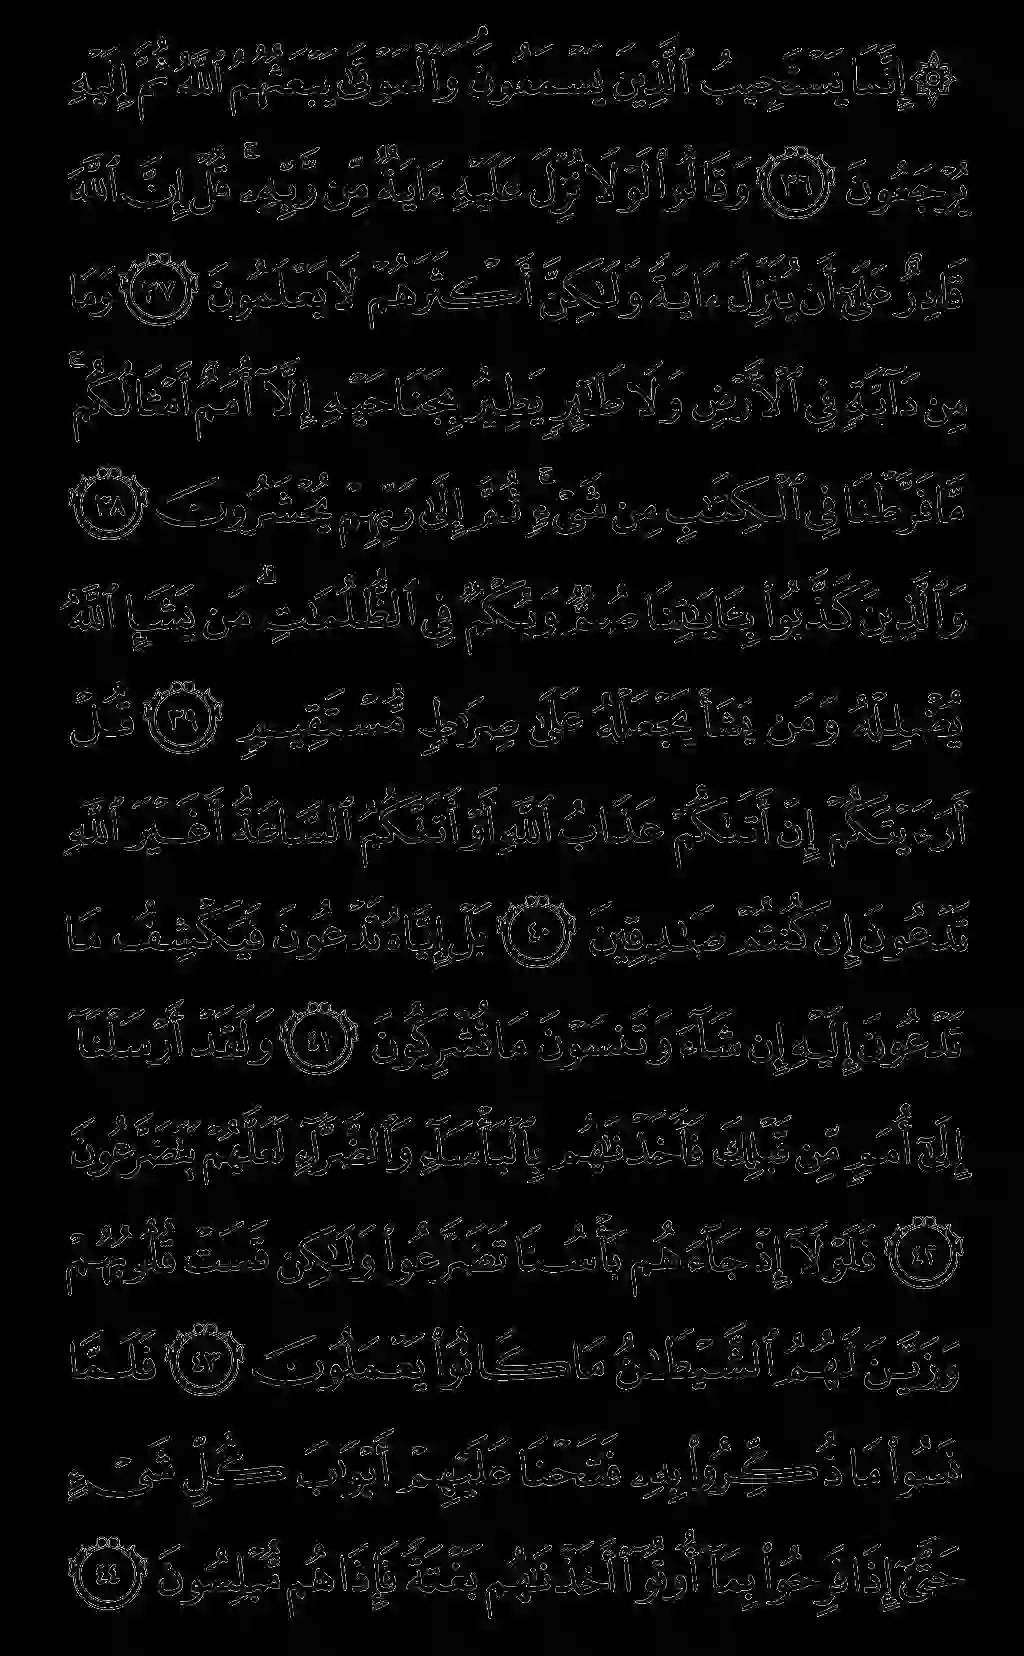 ۞ إِنَّمَا يَسْتَجِيبُ ٱلَّذِينَ يَسْمَعُونَ وَٱلْمَوْتَىٰ يَبْعَثُهُمُ ٱللَّهُ ثُمَّ إِلَيْهِ
يُرْجَعُونَ ٣٦ وَقَالُوا۟ لَوْلَا نُزِّلَ عَلَيْهِ ءَايَةٌ مِّن رَّبِّهِۦ ۚ قُلْ إِنَّ ٱللَّهَ
قَادِرٌ عَلَىٰٓ أَن يُنَزِّلَ ءَايَةً وَلَٰكِنَّ أَكْثَرَهُمْ لَا يَعْلَمُونَ ٣٧ وَمَا
مِن دَآبَّةٍ فِى ٱلْأَرْضِ وَلَا طَٰٓئِرٍ يَطِيرُ بِجَنَاحَيْهِ إِلَّآ أُمَمٌ أَمْثَالُكُم ۚ
مَّا فَرَّطْنَا فِى ٱلْكِتَٰبِ مِن شَىْءٍ ۚ ثُمَّ إِلَىٰ رَبِّهِمْ يُحْشَرُونَ ٣٨
وَٱلَّذِينَ كَذَّبُوا۟ بِـَٔايَٰتِنَا صُمٌّ وَبُكْمٌ فِى ٱلظُّلُمَٰتِ ۗ مَن يَشَإِ ٱللَّهُ
يُضْلِلْهُ وَمَن يَشَأْ يَجْعَلْهُ عَلَىٰ صِرَٰطٍ مُّسْتَقِيمٍ ٣٩ قُلْ
أَرَءَيْتَكُمْ إِنْ أَتَىٰكُمْ عَذَابُ ٱللَّهِ أَوْ أَتَتْكُمُ ٱلسَّاعَةُ أَغَيْرَ ٱللَّهِ
تَدْعُونَ إِن كُنتُمْ صَٰدِقِينَ ٤٠ بَلْ إِيَّاهُ تَدْعُونَ فَيَكْشِفُ مَا
تَدْعُونَ إِلَيْهِ إِن شَآءَ وَتَنسَوْنَ مَا تُشْرِكُونَ ٤١ وَلَقَدْ أَرْسَلْنَآ
إِلَىٰٓ أُمَمٍ مِّن قَبْلِكَ فَأَخَذْنَٰهُم بِٱلْبَأْسَآءِ وَٱلضَّرَّآءِ لَعَلَّهُمْ يَتَضَرَّعُونَ
٤٢ فَلَوْلَآ إِذْ جَآءَهُم بَأْسُنَا تَضَرَّعُوا۟ وَلَٰكِن قَسَتْ قُلُوبُهُمْ
وَزَيَّنَ لَهُمُ ٱلشَّيْطَٰنُ مَا كَانُوا۟ يَعْمَلُونَ ٤٣ فَلَمَّا
نَسُوا۟ مَا ذُكِّرُوا۟ بِهِۦ فَتَحْنَا عَلَيْهِمْ أَبْوَٰبَ كُلِّ شَىْءٍ
حَتَّىٰٓ إِذَا فَرِحُوا۟ بِمَآ أُوتُوٓا۟ أَخَذْنَٰهُم بَغْتَةً فَإِذَا هُم مُّبْلِسُونَ ٤٤